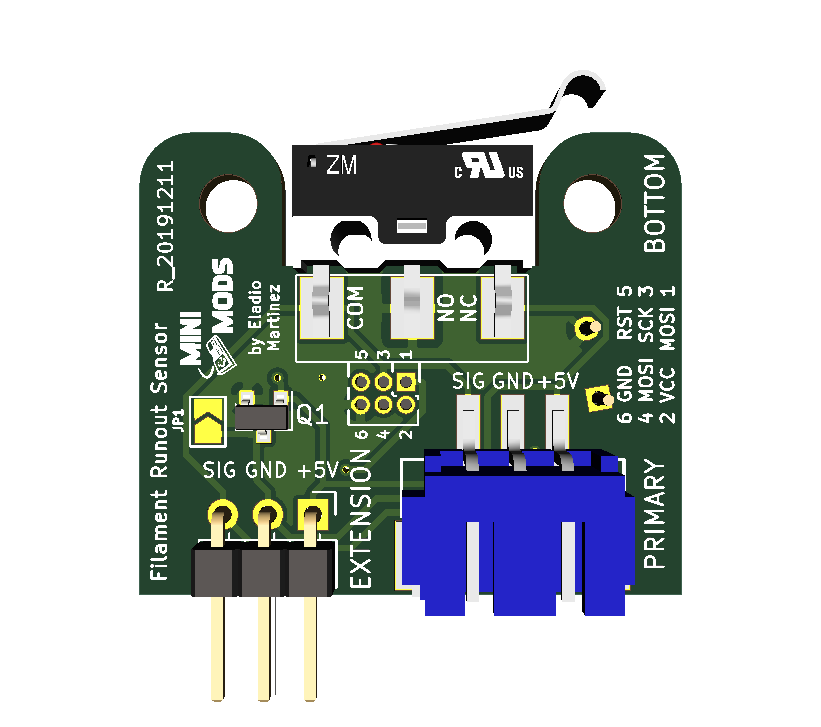 ZM
c RU US
R_20191211
BOTTOM
MINI
MODS
by Eladio
Martinez
COM
NO
NC
RST 5
SCK 3
MOSI 1
6 GND
4 MOSI
2 VCC
5 3 1
6 4 2
SIG GND +5V
JP1
Q1
Filament Runout Sensor
SIG GND +5V
EXTENSION
PRIMARY